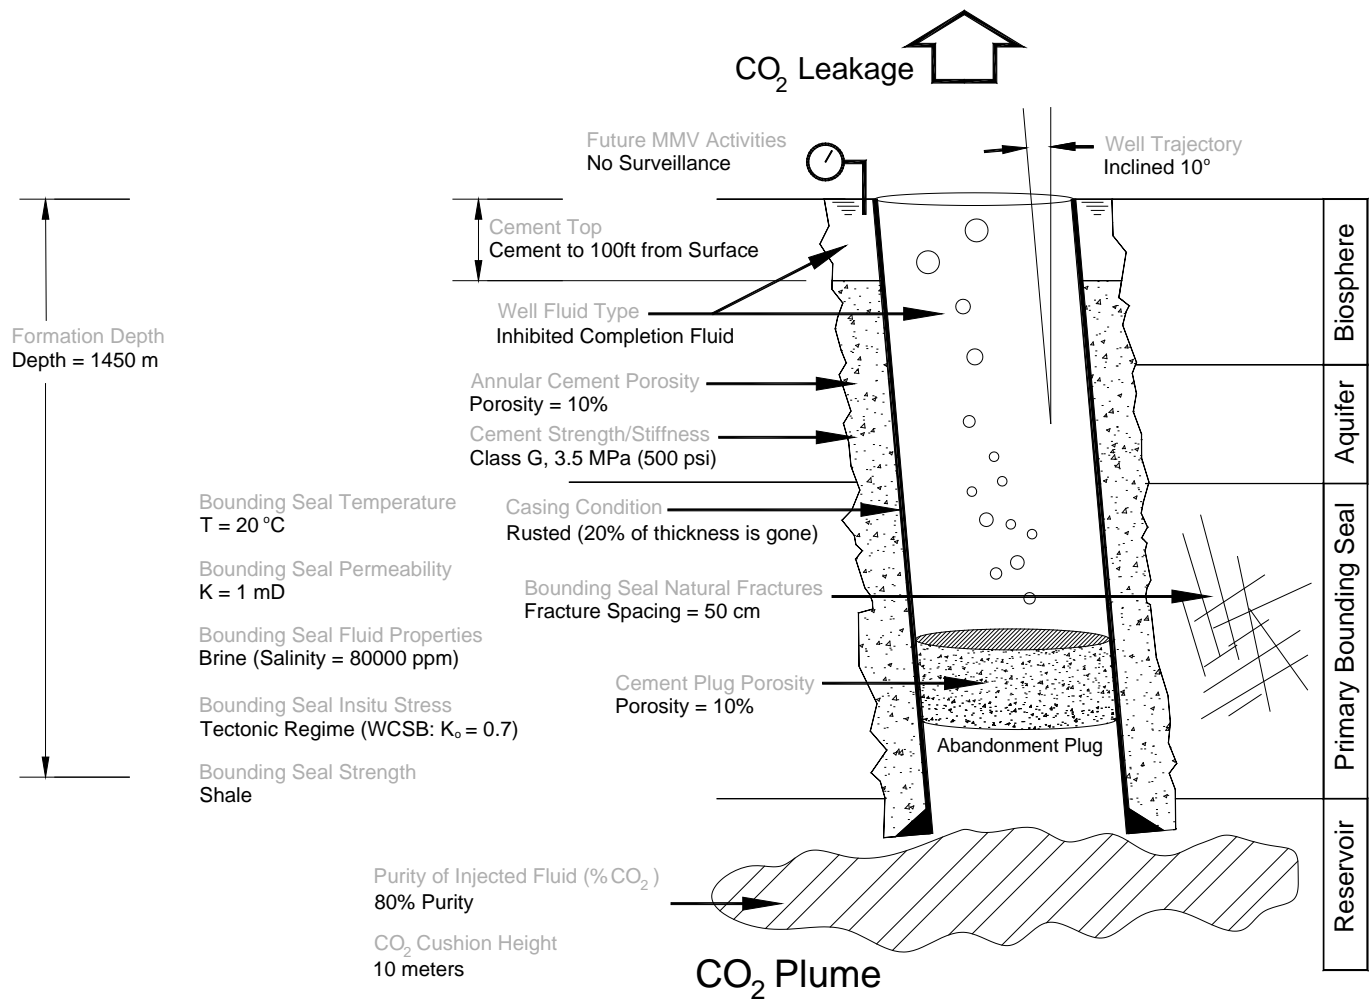 CO2 Leakage
Future MMV Activities
No Surveillance
Well Trajectory
Inclined 10°
Cement Top
Cement to 100ft from Surface
Well Fluid Type
Inhibited Completion Fluid
Formation Depth
Depth = 1450 m
Annular Cement Porosity
Porosity = 10%
Cement Strength/Stiffness
Class G, 3.5 MPa (500 psi)
Bounding Seal Temperature
T = 20 °C
Casing Condition
Rusted (20% of thickness is gone)
Bounding Seal Permeability
K = 1 mD
Bounding Seal Natural Fractures
Fracture Spacing = 50 cm
Bounding Seal Fluid Properties
Brine (Salinity = 80000 ppm)
Cement Plug Porosity
Porosity = 10%
Bounding Seal Insitu Stress
Tectonic Regime (WCSB: Ko = 0.7)
Abandonment Plug
Bounding Seal Strength
Shale
Purity of Injected Fluid (% CO2 )
80% Purity
CO2 Cushion Height
10 meters
CO2 Plume
Biosphere
Aquifer
Primary Bounding Seal
Reservoir